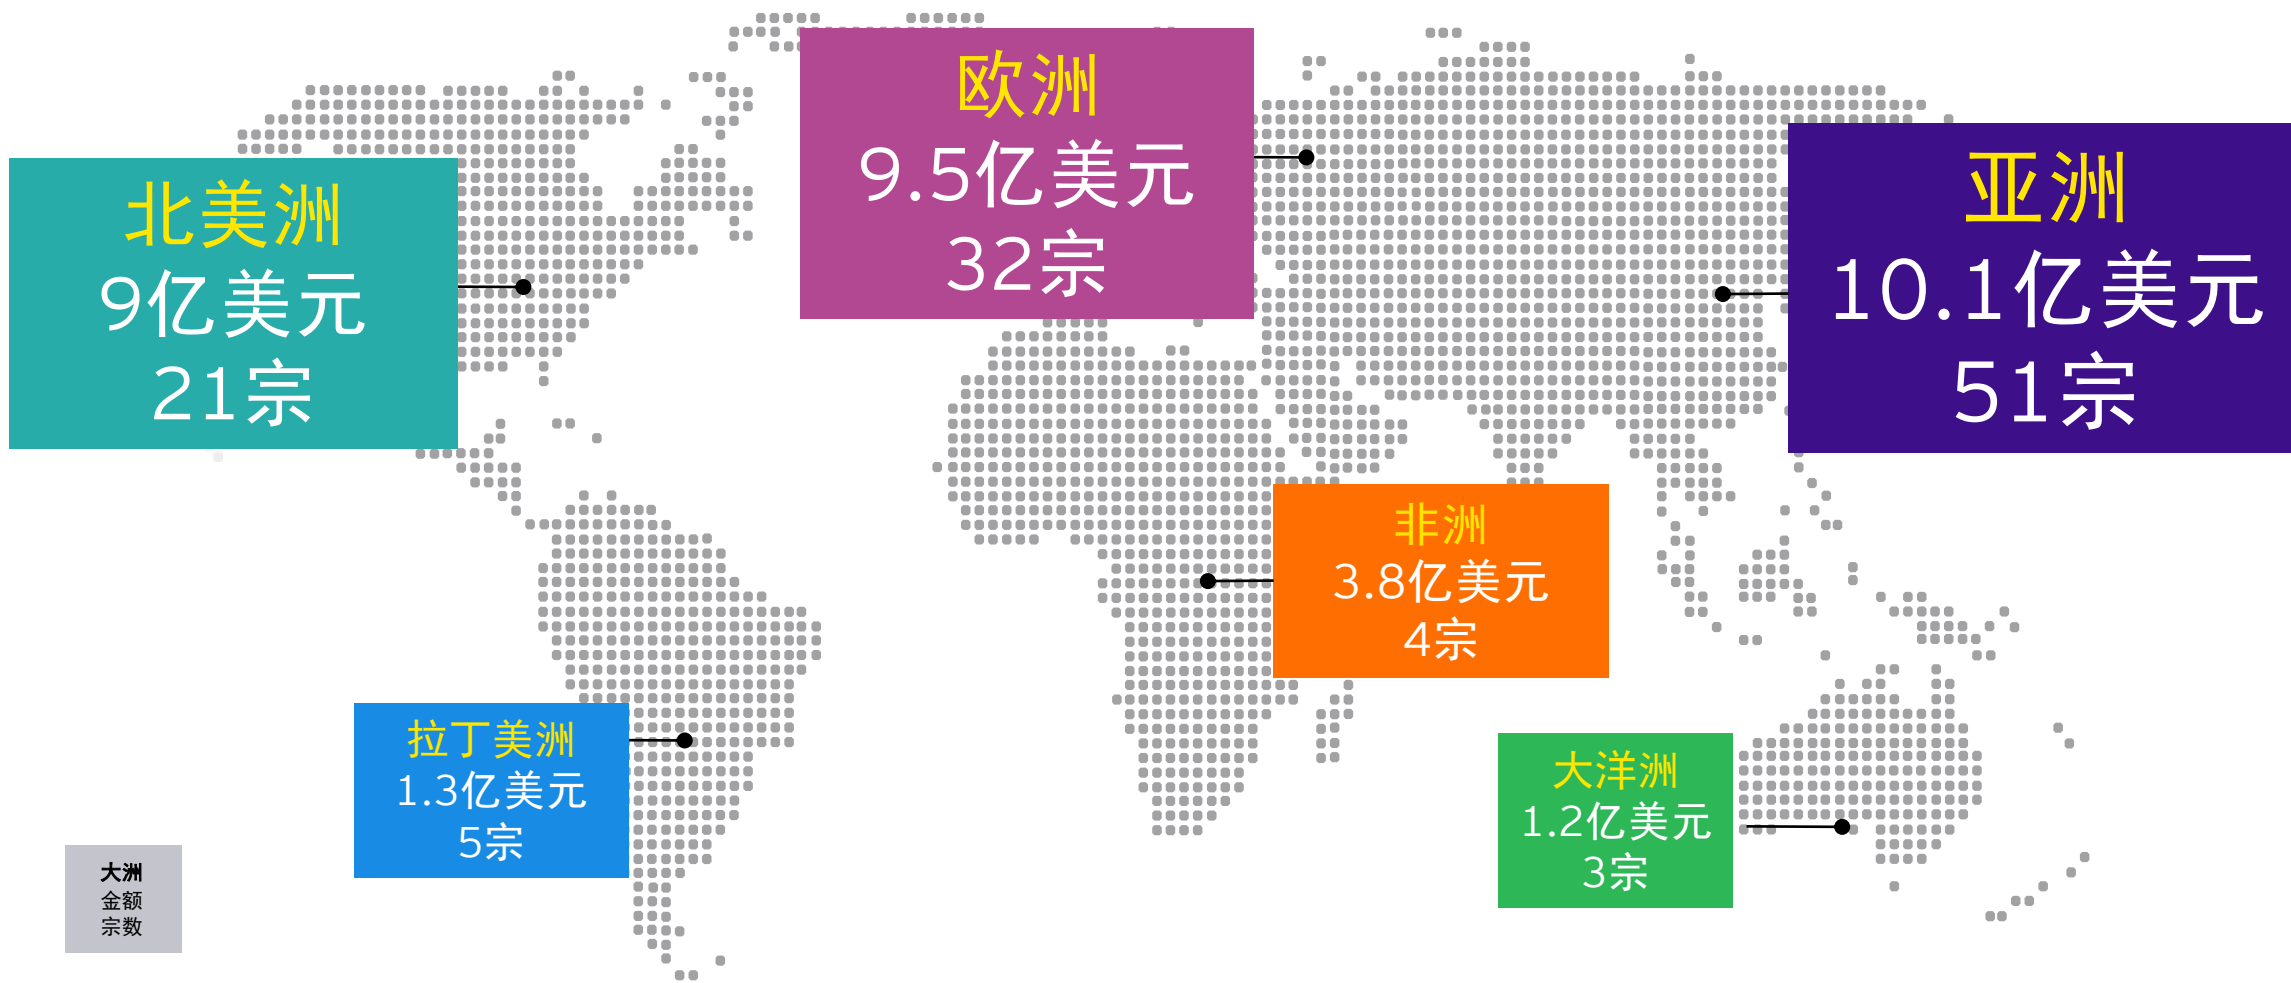 欧洲
9.5亿美元
32宗
亚洲
10.1亿美元
51宗
北美洲
9亿美元
21宗
非洲
3.8亿美元
4宗
拉丁美洲
1.3亿美元
5宗
大洋洲
1.2亿美元
3宗
大洲
金额
宗数